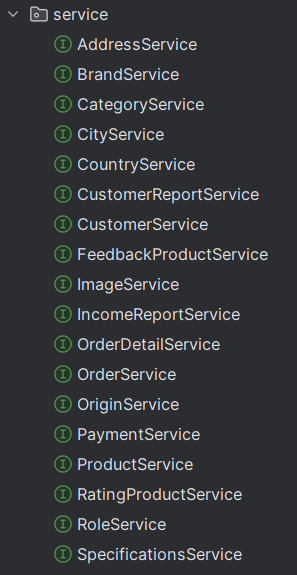 service
AddressService
BrandService
CategoryService
CityService
CountryService
CustomerReportService
CustomerService
FeedbackProductService
ImageService
IncomeReportService
OrderDetailService
OrderService
OriginService
PaymentService
ProductService
RatingProductService
RoleService
SpecificationsService